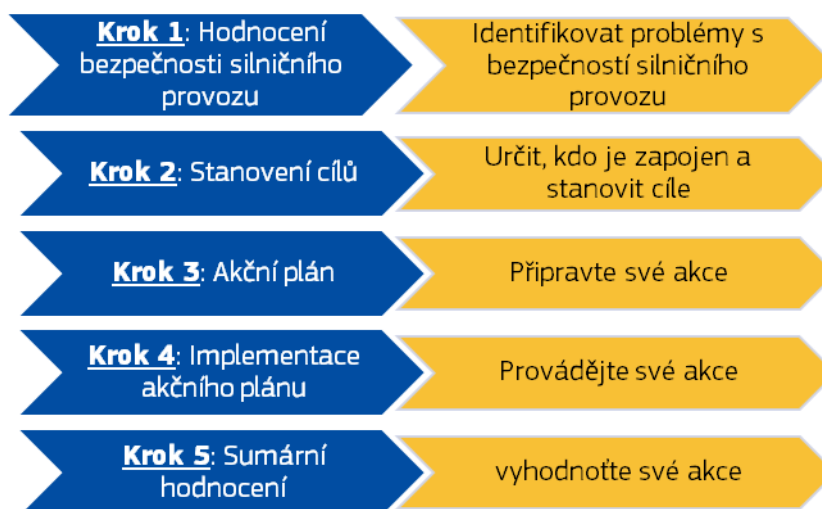 Krok 1: Hodnocení
bezpečnosti silničního
provozu
Identifikovat problémy s
bezpečností silničního
provozu
Krok 2: Stanovení cílů
Určit, kdo je zapojen a
stanovit cíle
Krok 3: Akční plán
Připravte své akce
Krok 4: Implementace
akčního plánu
Provádějte své akce
Krok 5: Sumární
hodnocení
vyhodnoťte své akce